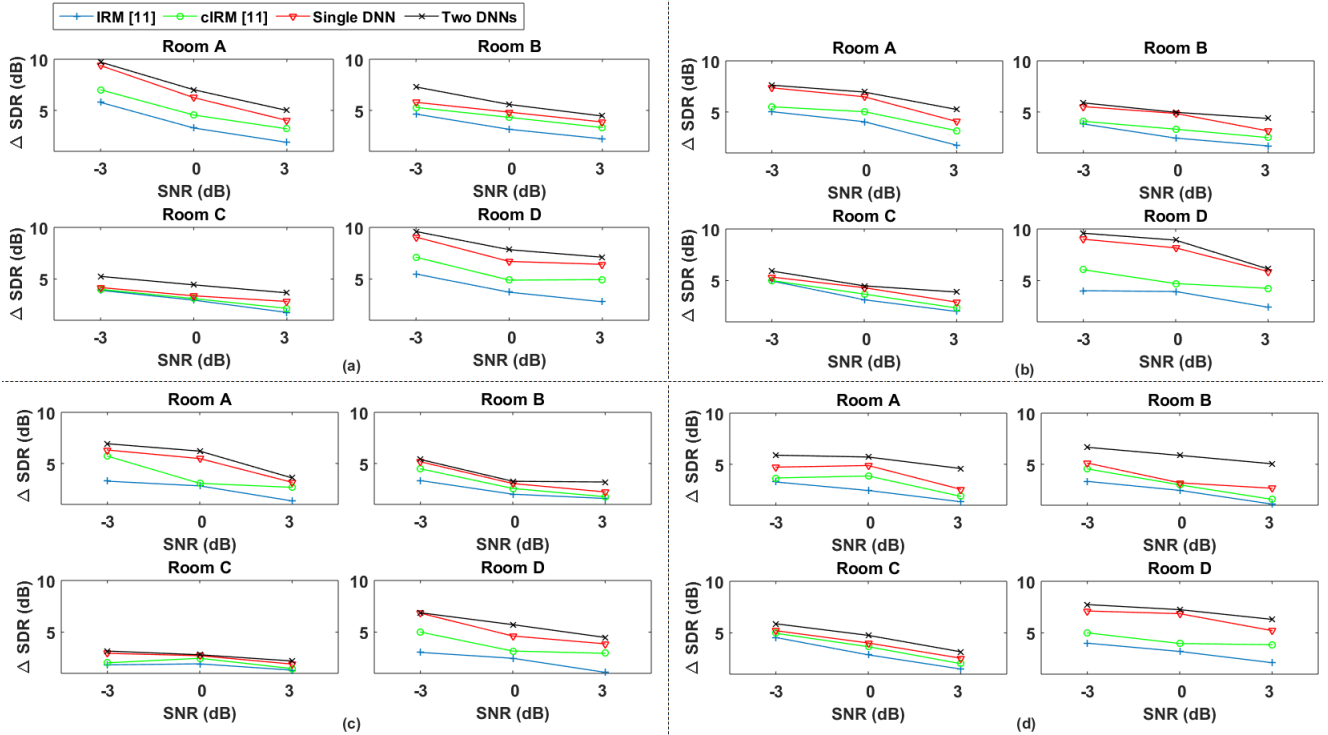 IRM [11] cIRM [11] Single DNN Two DNNs
Room A
10
5
Δ SDR (dB)
-3 0 3
SNR (dB)
Room B
10
5
-3 0 3
SNR (dB)
Room C
10
5
Δ SDR (dB)
-3 0 3
SNR (dB)
Room D
10
5
-3 0 3
SNR (dB)
(a)
Room A
10
5
Δ SDR (dB)
-3 0 3
SNR (dB)
Room B
10
5
-3 0 3
SNR (dB)
Room C
10
5
Δ SDR (dB)
-3 0 3
SNR (dB)
Room D
10
5
-3 0 3
SNR (dB)
(b)
Room A
10
5
Δ SDR (dB)
-3 0 3
SNR (dB)
Room B
10
5
-3 0 3
SNR (dB)
Room C
10
5
Δ SDR (dB)
-3 0 3
SNR (dB)
Room D
10
5
-3 0 3
SNR (dB)
(c)
Room A
10
5
Δ SDR (dB)
-3 0 3
SNR (dB)
Room B
10
5
-3 0 3
SNR (dB)
Room C
10
5
Δ SDR (dB)
-3 0 3
SNR (dB)
Room D
10
5
-3 0 3
SNR (dB)
(d)